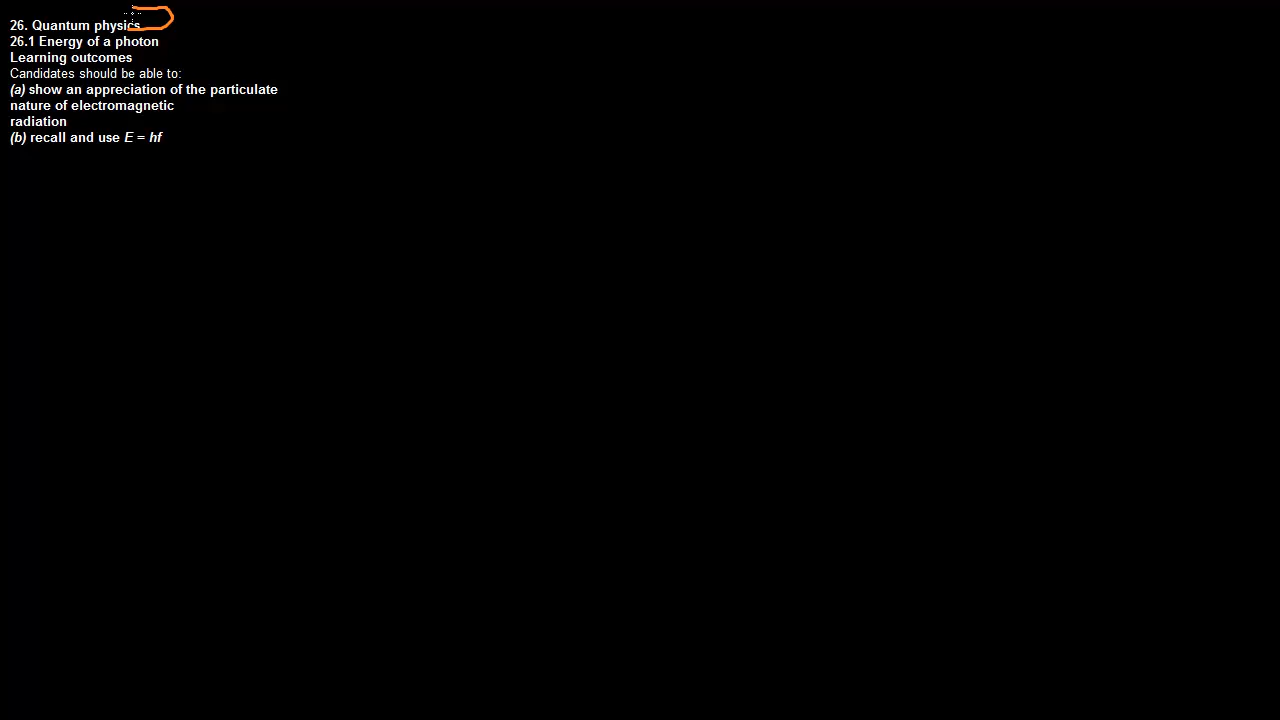 26. Quantum physics
26.1 Energy of a photon
Learning outcomes
Candidates should be able to:
(a) show an appreciation of the particulate
nature of electromagnetic
radiation
(b) recall and use E = hf